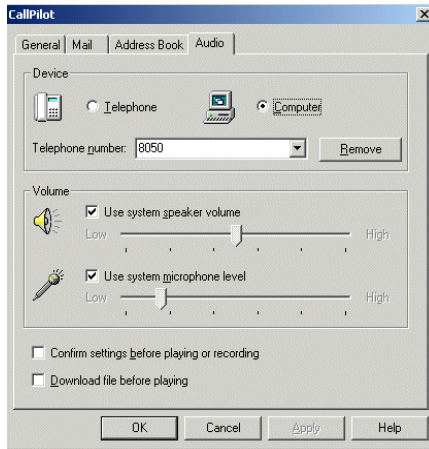 CallPilot
General Mail Address Book Audio
Device
Telephone Computer
Telephone number: 8050 Remove
Volume
Use system speaker volume
Low High
Use system microphone level
Low High
Confirm settings before playing or recording
Download file before playing
OK Cancel Apply Help